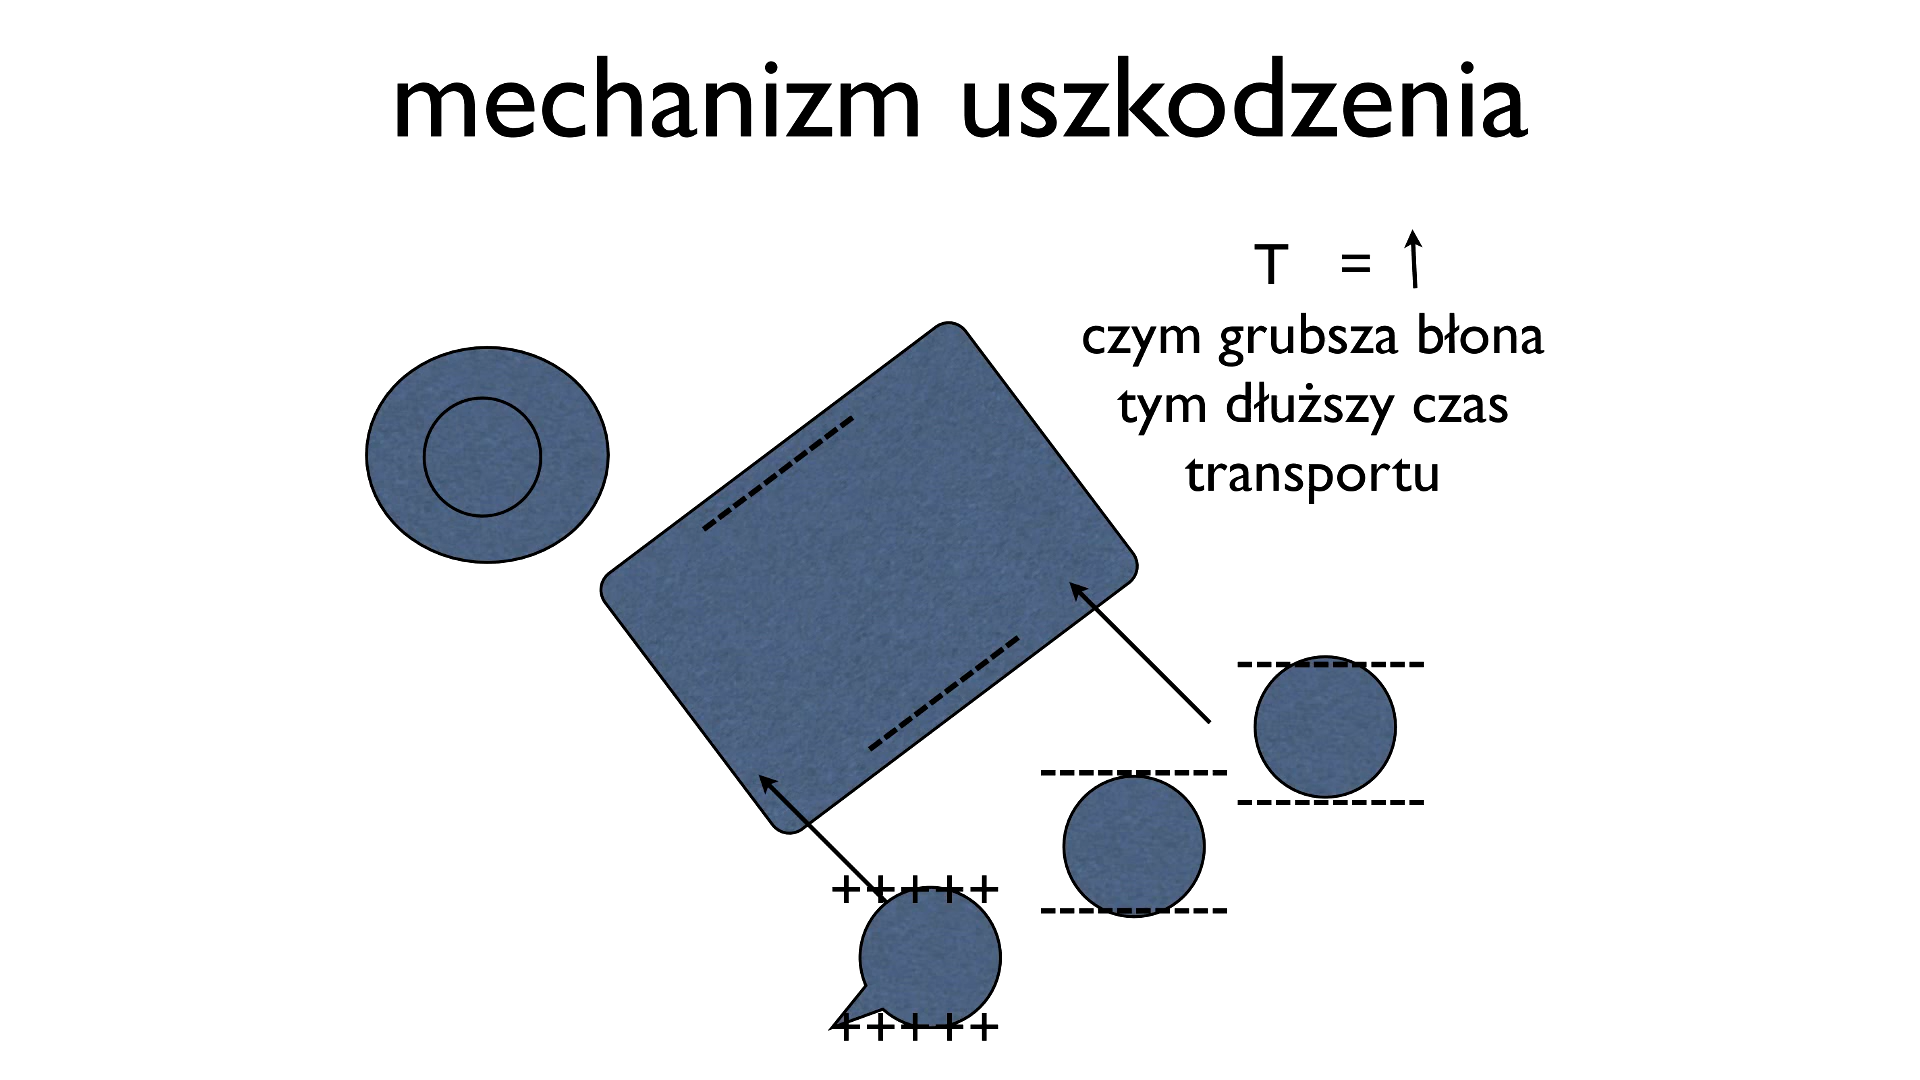 mechanizm uszkodzenia
T = ↑
czym grubsza błona
tym dłuższy czas
transportu
----------
----------
----------
----------
+-+-+-+-+
+-+-+-+-+